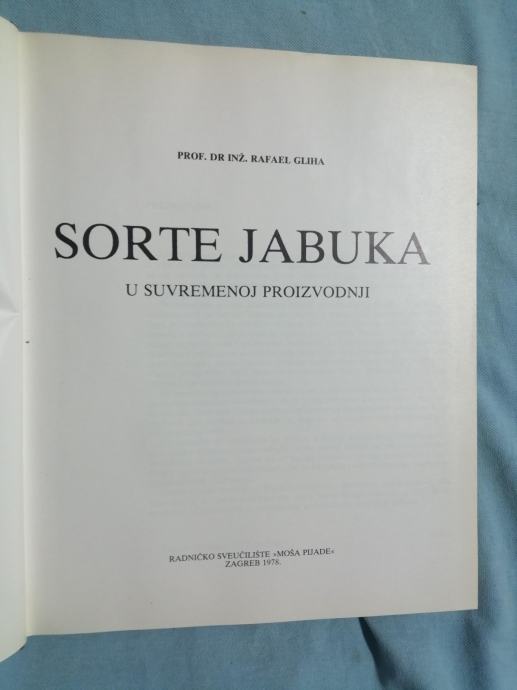 PROF. DR INŽ. RAFAEL GLIHA
SORTE JABUKA
U SUVREMENOJ PROIZVODNJI
RADNIČKO SVEUČILIŠTE »MOŠA PIJADE«
ZAGREB 1978.